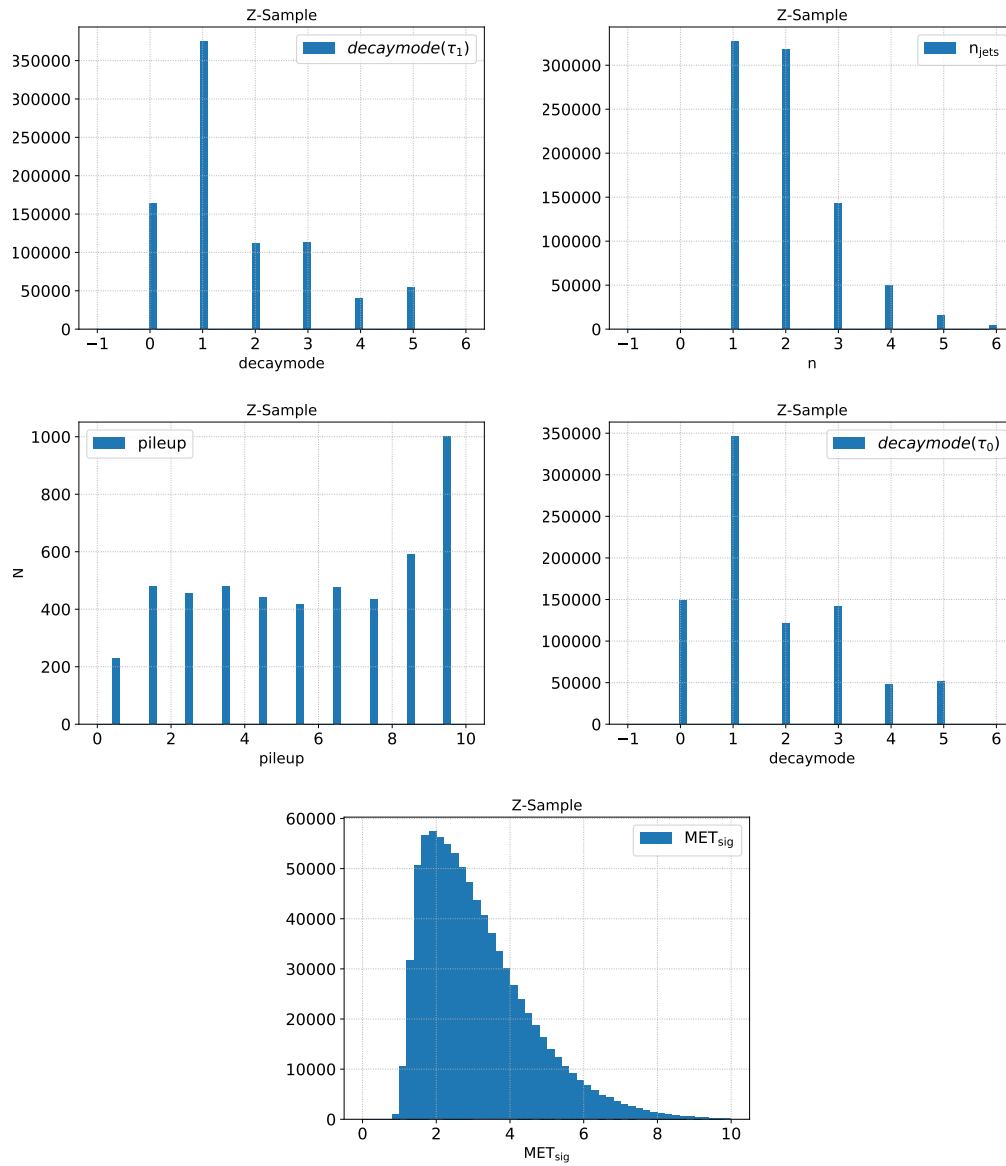 Z-Sample
decaymode(τ₁)
350000
300000
250000
200000
150000
100000
50000
0
−1 0 1 2 3 4 5 6
decaymode
Z-Sample
n_jets
300000
250000
200000
150000
100000
50000
0
−1 0 1 2 3 4 5 6
n
Z-Sample
pileup
1000
800
600
400
200
0
N
0 2 4 6 8 10
pileup
Z-Sample
decaymode(τ₀)
350000
300000
250000
200000
150000
100000
50000
0
−1 0 1 2 3 4 5 6
decaymode
Z-Sample
MET_sig
60000
50000
40000
30000
20000
10000
0
0 2 4 6 8 10
MET_sig